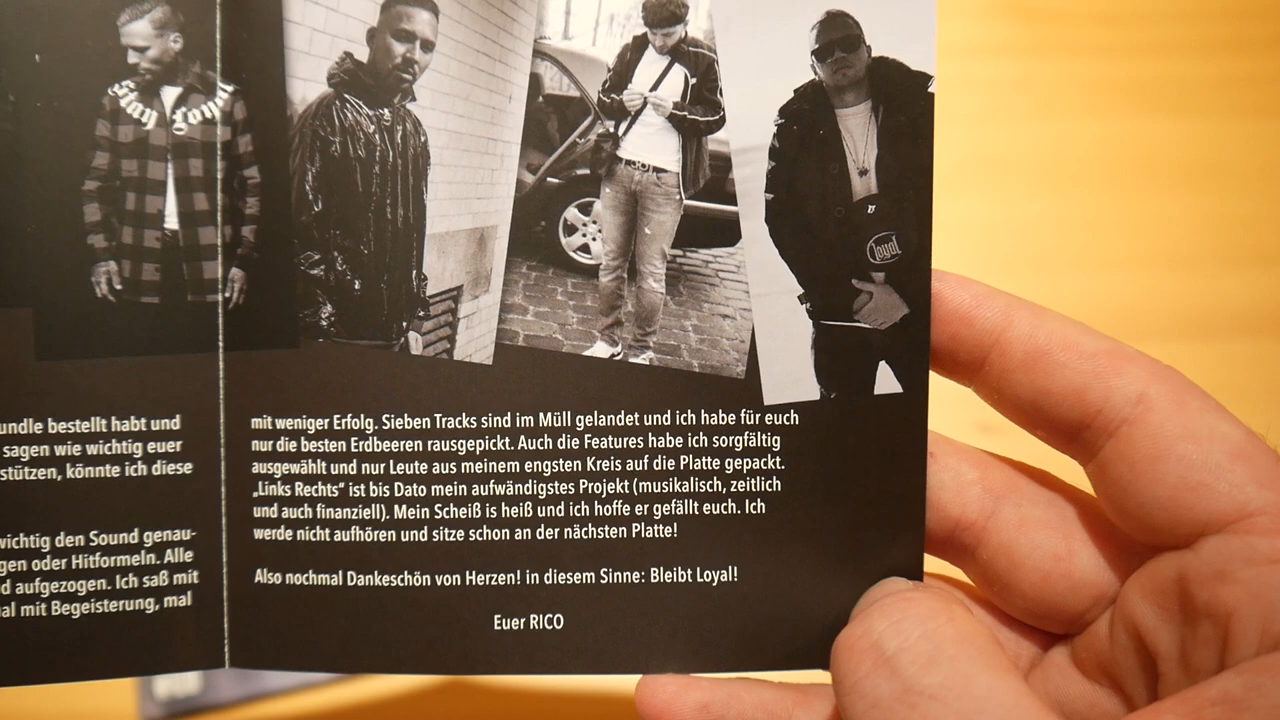 Stay Loyal
loyal
undle bestellt habt und
sagen wie wichtig euer
stützen, könnte ich diese
wichtig den Sound genau-
gen oder Hitformeln. Alle
d aufgezogen. Ich saß mit
al mit Begeisterung, mal
mit weniger Erfolg. Sieben Tracks sind im Müll gelandet und ich habe für euch
nur die besten Erdbeeren rausgepickt. Auch die Features habe ich sorgfältig
ausgewählt und nur Leute aus meinem engsten Kreis auf die Platte gepackt.
„Links Rechts“ ist bis Dato mein aufwändigstes Projekt (musikalisch, zeitlich
und auch finanziell). Mein Scheiß is heiß und ich hoffe er gefällt euch. Ich
werde nicht aufhören und sitze schon an der nächsten Platte!
Also nochmal Dankeschön von Herzen! in diesem Sinne: Bleibt Loyal!
Euer RICO